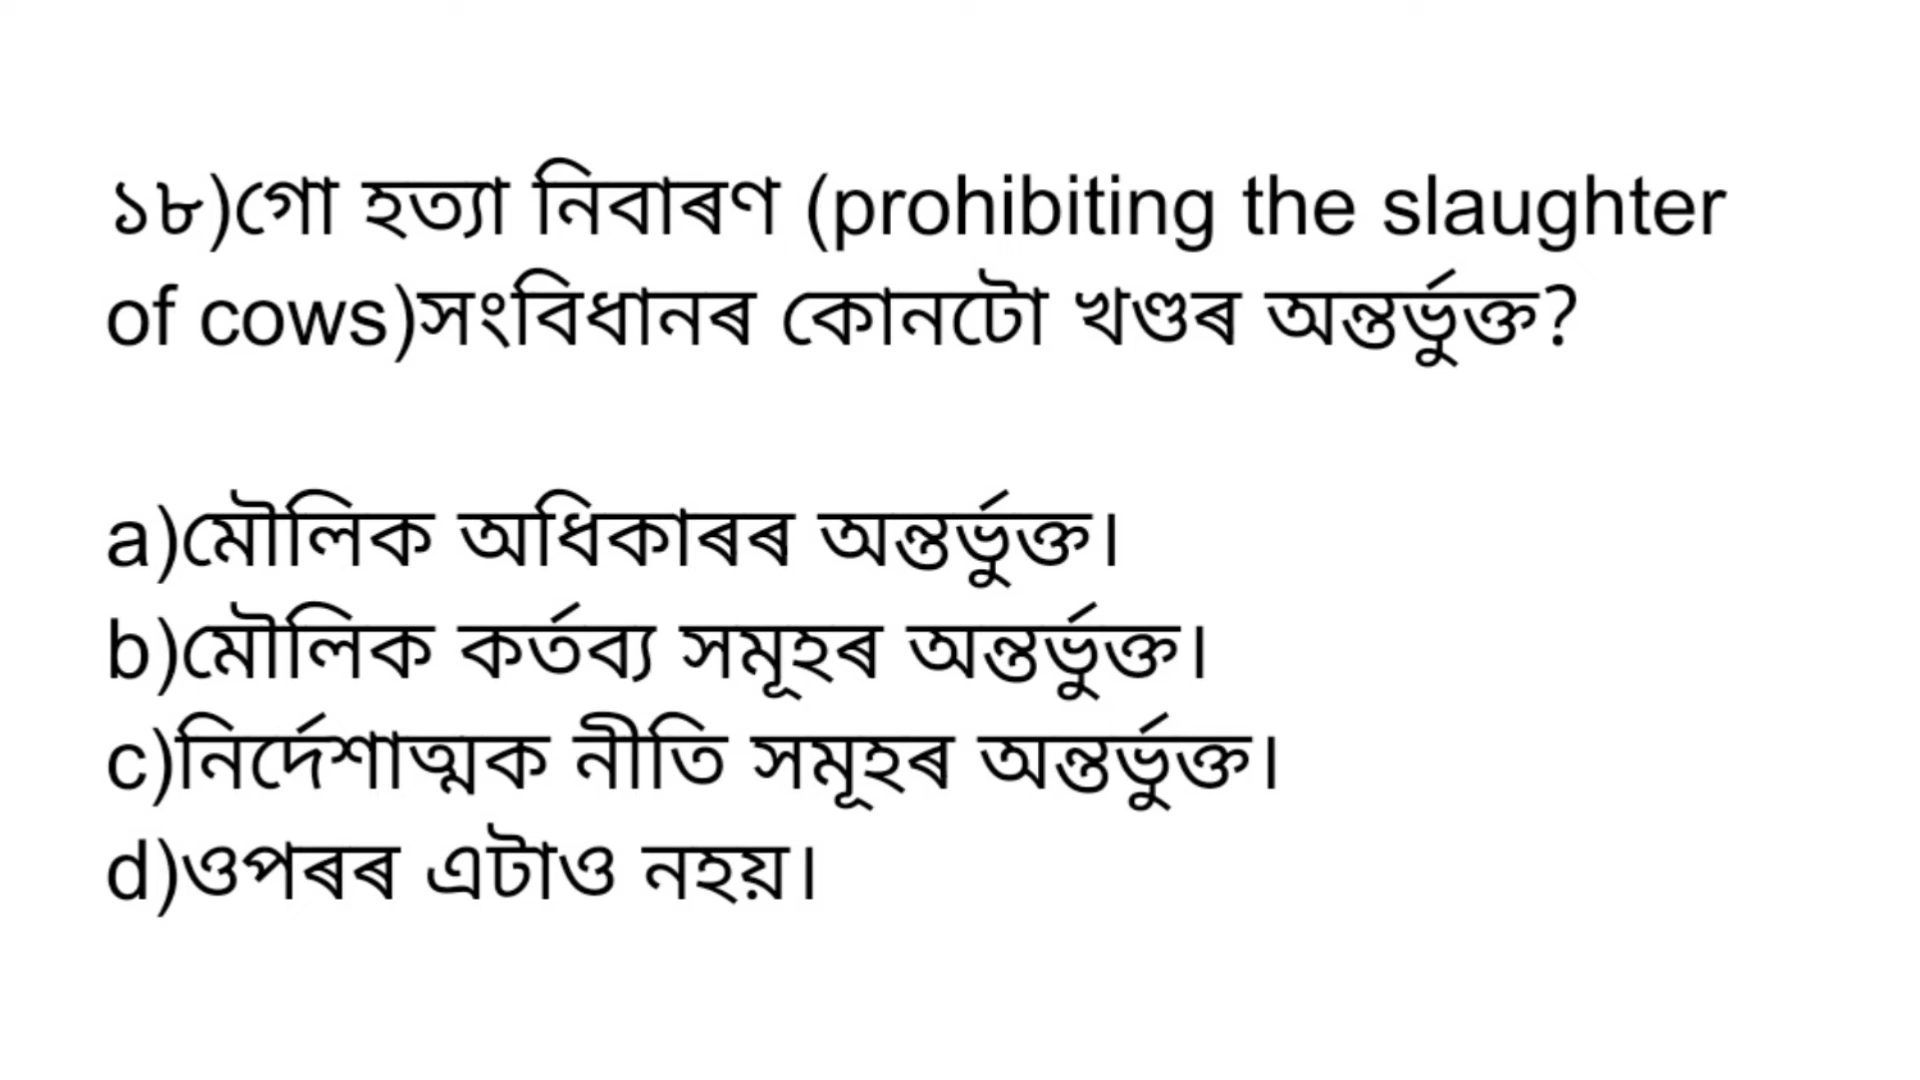 ১৮)গো হত্যা নিবাৰণ (prohibiting the slaughter
of cows)সংবিধানৰ কোনটো খণ্ডৰ অন্তৰ্ভুক্ত?
a)মৌলিক অধিকাৰৰ অন্তৰ্ভুক্ত।
b)মৌলিক কৰ্তব্য সমূহৰ অন্তৰ্ভুক্ত।
c)নিৰ্দেশাত্মক নীতি সমূহৰ অন্তৰ্ভুক্ত।
d)ওপৰৰ এটাও নহয়।